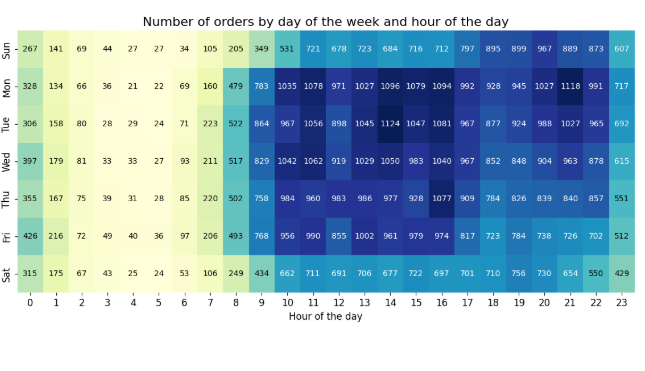 Number of orders by day of the week and hour of the day
Sun 267 141 69 44 27 27 34 105 205 349 531 721 678 723 684 716 712 797 895 899 967 889 873 607
Mon 328 134 66 36 21 22 69 160 479 783 1035 1078 971 1027 1096 1079 1094 992 928 945 1027 1118 991 717
Tue 306 158 80 28 29 24 71 223 522 864 967 1056 898 1045 1124 1047 1081 967 877 924 988 1027 965 692
Wed 397 179 81 33 33 27 93 211 517 829 1042 1062 919 1029 1050 983 1040 967 852 848 904 963 878 615
Thu 355 167 75 39 31 28 85 220 502 758 984 960 983 986 977 928 1077 909 784 826 839 840 857 551
Fri 426 216 72 49 40 36 97 206 493 768 956 990 855 1002 961 979 974 817 723 784 738 726 702 512
Sat 315 175 67 43 25 24 53 106 249 434 662 711 691 706 677 722 697 701 710 756 730 654 550 429
0 1 2 3 4 5 6 7 8 9 10 11 12 13 14 15 16 17 18 19 20 21 22 23
Hour of the day